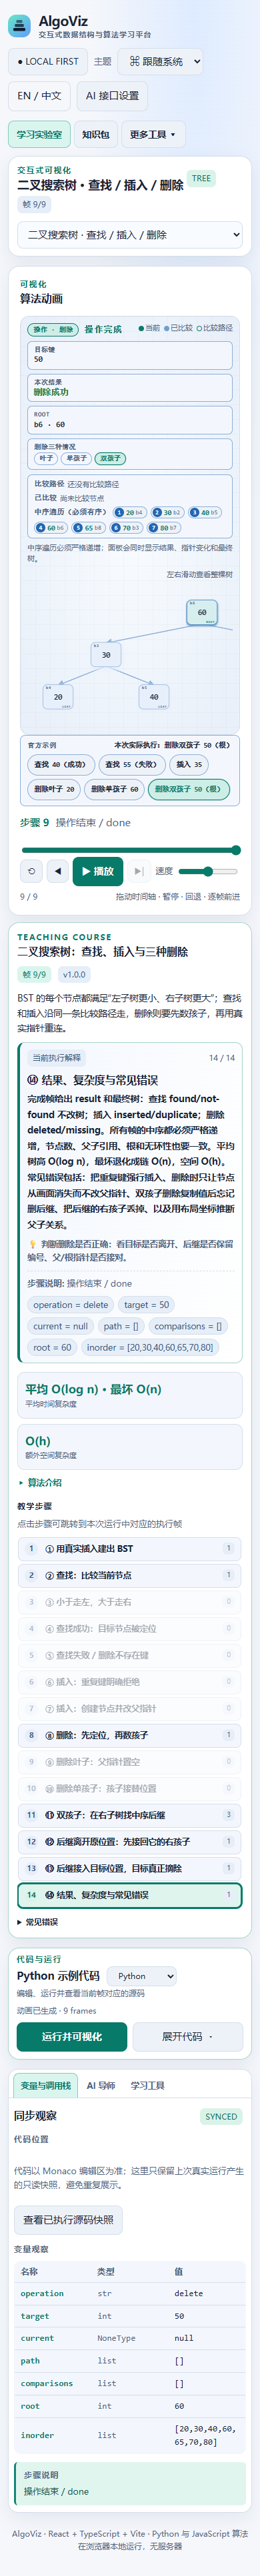 AlgoViz
交互式数据结构与算法学习平台
● LOCAL FIRST
主题
⌘ 跟随系统
EN / 中文
AI 接口设置
学习实验室
知识包
更多工具 ▾
交互式可视化
二叉搜索树 · 查找 / 插入 / 删除
TREE
帧 9/9
二叉搜索树 · 查找 / 插入 / 删除
可视化
算法动画
操作 · 删除
操作完成
当前 已比较 比较路径
目标键
50
本次结果
删除成功
ROOT
b6 · 60
删除三种情况
叶子 单孩子 双孩子
比较路径 还没有比较路径
已比较 尚未比较节点
中序遍历（必须有序） 1 20 b4 2 30 b2 3 40 b5
4 60 b6 5 65 b8 6 70 b3 7 80 b7
中序遍历必须严格递增；面板会同时显示结果、指针变化和最终
树。
左右滑动查看整棵树
60
30
20
40
官方示例
本次实际执行：删除双孩子 50（根）
查找 40（成功） 查找 55（失败） 插入 35
删除叶子 20 删除单孩子 60 删除双孩子 50（根）
步骤 9 操作结束 / done
▶ 播放
速度
9 / 9
拖动时间轴 · 暂停 · 回退 · 逐帧前进
TEACHING COURSE
二叉搜索树：查找、插入与三种删除
帧 9/9
v1.0.0
BST 的每个节点都满足“左子树更小、右子树更大”；查找
和插入沿同一条比较路径走，删除则要先数孩子，再用真
实指针重连。
当前执行解释
14 / 14
⑭ 结果、复杂度与常见错误
完成帧给出 result 和最终树：查找 found/not-
found 不改树；插入 inserted/duplicate；删除
deleted/missing。所有帧的中序都必须严格递
增，节点数、父子引用、根和无环性也要一致。平均
树高 O(log n)，最坏退化成链 O(n)，空间 O(h)。
常见错误包括：把重复键强行插入、删除时只让节点
从画面消失而不改父指针、双孩子删除复制值后忘记
删后继、把后继的右孩子丢掉、以及用布局坐标推断
父子关系。
💡 判断删除是否正确：看目标是否离开、后继是否保留
编号、父/根指针是否接对。
步骤说明: 操作结束 / done
operation = delete
target = 50
current = null
path = []
comparisons = []
root = 60
inorder = [20,30,40,60,65,70,80]
平均 O(log n) · 最坏 O(n)
平均时间复杂度
O(h)
额外空间复杂度
▸ 算法介绍
教学步骤
点击步骤可跳转到本次运行中对应的执行帧
1 ① 用真实插入建出 BST 1
2 ② 查找：比较当前节点 1
3 ③ 小于走左，大于走右 0
4 ④ 查找成功：目标节点被定位 0
5 ⑤ 查找失败 / 删除不存在键 0
6 ⑥ 插入：重复键明确拒绝 0
7 ⑦ 插入：创建节点并改父指针 0
8 ⑧ 删除：先定位，再数孩子 1
9 ⑨ 删除叶子：父指针置空 0
10 ⑩ 删除单孩子：孩子接替位置 0
11 ⑪ 双孩子：在右子树找中序后继 3
12 ⑫ 后继离开原位置：先接回它的右孩子 1
13 ⑬ 后继接入目标位置，目标真正摘除 1
14 ⑭ 结果、复杂度与常见错误 1
▸ 常见错误
代码与运行
Python 示例代码
Python
编辑、运行并查看当前帧对应的源码
动画已生成 · 9 frames
运行并可视化
展开代码 ·
变量与调用栈
AI 导师
学习工具
同步观察
SYNCED
代码位置
代码以 Monaco 编辑区为准；这里只保留上次真实运行产生
的只读快照，避免重复展示。
查看已执行源码快照
变量观察
名称 类型 值
operation str delete
target int 50
current NoneType null
path list []
comparisons list []
root int 60
inorder list [20,30,40,60,
65,70,80]
步骤说明
操作结束 / done
AlgoViz · React + TypeScript + Vite · Python 与 JavaScript 算法
在浏览器本地运行，无服务器